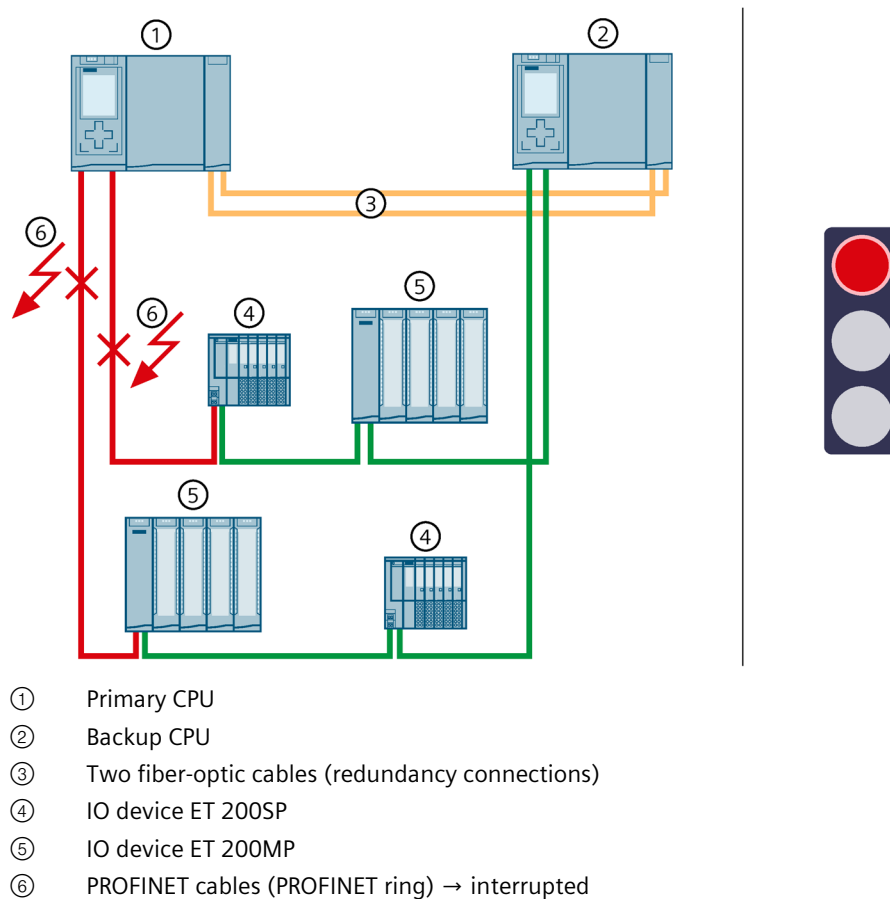 ①
②
③
⑥
⑤
⑥
④
⑤
④
① Primary CPU
② Backup CPU
③ Two fiber-optic cables (redundancy connections)
④ IO device ET 200SP
⑤ IO device ET 200MP
⑥ PROFINET cables (PROFINET ring) → interrupted